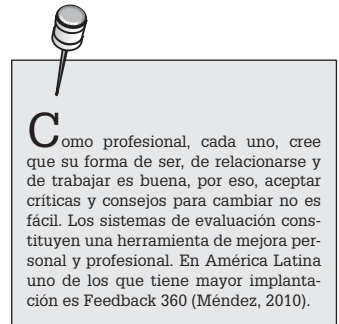 Como profesional, cada uno, cree
que su forma de ser, de relacionarse y
de trabajar es buena, por eso, aceptar
críticas y consejos para cambiar no es
fácil. Los sistemas de evaluación cons-
tituyen una herramienta de mejora per-
sonal y profesional. En América Latina
uno de los que tiene mayor implanta-
ción es Feedback 360 (Méndez, 2010).